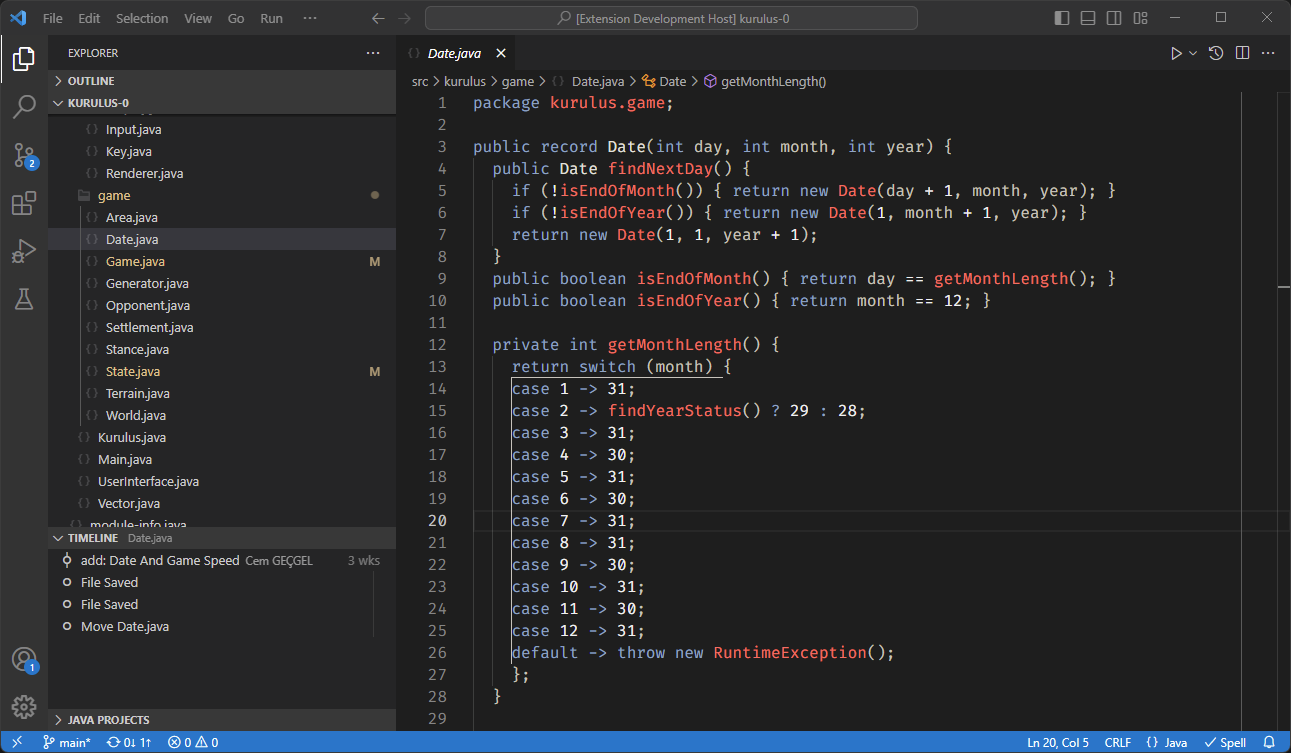 File Edit Selection View Go Run ··· [Extension Development Host] kurulus-0
EXPLORER ···
OUTLINE
KURULUS-0
Input.java
Key.java
Renderer.java
game
Area.java
Date.java
Game.java M
Generator.java
Opponent.java
Settlement.java
Stance.java
State.java M
Terrain.java
World.java
Kurulus.java
Main.java
UserInterface.java
Vector.java
module-info.java
TIMELINE Date.java
add: Date And Game Speed Cem GEÇGEL 3 wks
File Saved
File Saved
Move Date.java
JAVA PROJECTS
2
1
Date.java
src > kurulus > game > Date.java > Date > getMonthLength()
1 package kurulus.game;
2
3 public record Date(int day, int month, int year) {
4 public Date findNextDay() {
5 if (!isEndOfMonth()) { return new Date(day + 1, month, year); }
6 if (!isEndOfYear()) { return new Date(1, month + 1, year); }
7 return new Date(1, 1, year + 1);
8 }
9 public boolean isEndOfMonth() { return day == getMonthLength(); }
10 public boolean isEndOfYear() { return month == 12; }
11
12 private int getMonthLength() {
13 return switch (month) {
14 case 1 -> 31;
15 case 2 -> findYearStatus() ? 29 : 28;
16 case 3 -> 31;
17 case 4 -> 30;
18 case 5 -> 31;
19 case 6 -> 30;
20 case 7 -> 31;
21 case 8 -> 31;
22 case 9 -> 30;
23 case 10 -> 31;
24 case 11 -> 30;
25 case 12 -> 31;
26 default -> throw new RuntimeException();
27 };
28 }
29
main* 0↓ 1↑ 0 0 Ln 20, Col 5 CRLF {} Java Spell